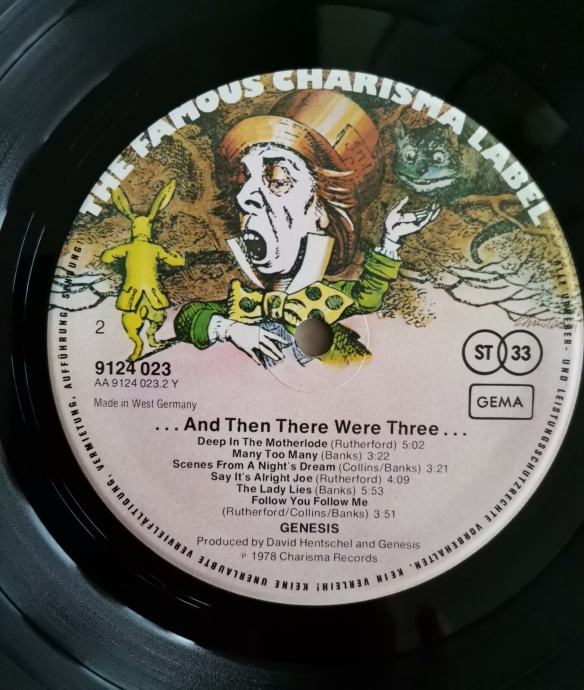 THE FAMOUS CHARISMA LABEL
2
9124 023
AA 9124 023.2 Y
Made in West Germany
ST 33
GEMA
...And Then There Were Three...
Deep In The Motherlode (Rutherford) 5:02
Many Too Many (Banks) 3:22
Scenes From A Night's Dream (Collins/Banks) 3:21
Say It's Alright Joe (Rutherford) 4:09
The Lady Lies (Banks) 5:53
Follow You Follow Me
(Rutherford/Collins/Banks) 3:51
GENESIS
Produced by David Hentschel and Genesis
℗ 1978 Charisma Records
ALLE URHEBER- UND LEISTUNGSSCHUTZRECHTE VORBEHALTEN. KEIN VERLEIH! KEINE UNERLAUBTE VERVIELFÄLTIGUNG, VERMIETUNG, AUFFÜHRUNG, SENDUNG!